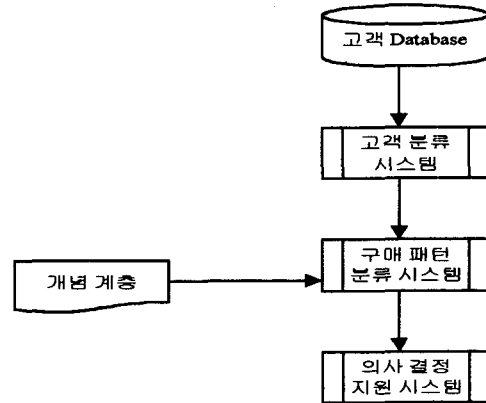 고객 Database
고객 분류
시스템
구매 패턴
분류 시스템
개념 계층
의사 결정
지원 시스템